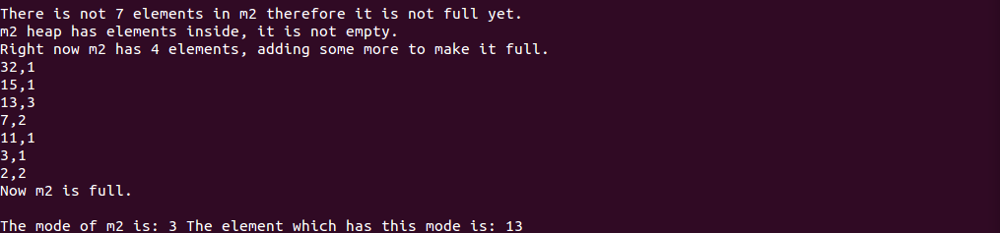 There is not 7 elements in m2 therefore it is not full yet.
m2 heap has elements inside, it is not empty.
Right now m2 has 4 elements, adding some more to make it full.
32,1
15,1
13,3
7,2
11,1
3,1
2,2
Now m2 is full.
The mode of m2 is: 3 The element which has this mode is: 13